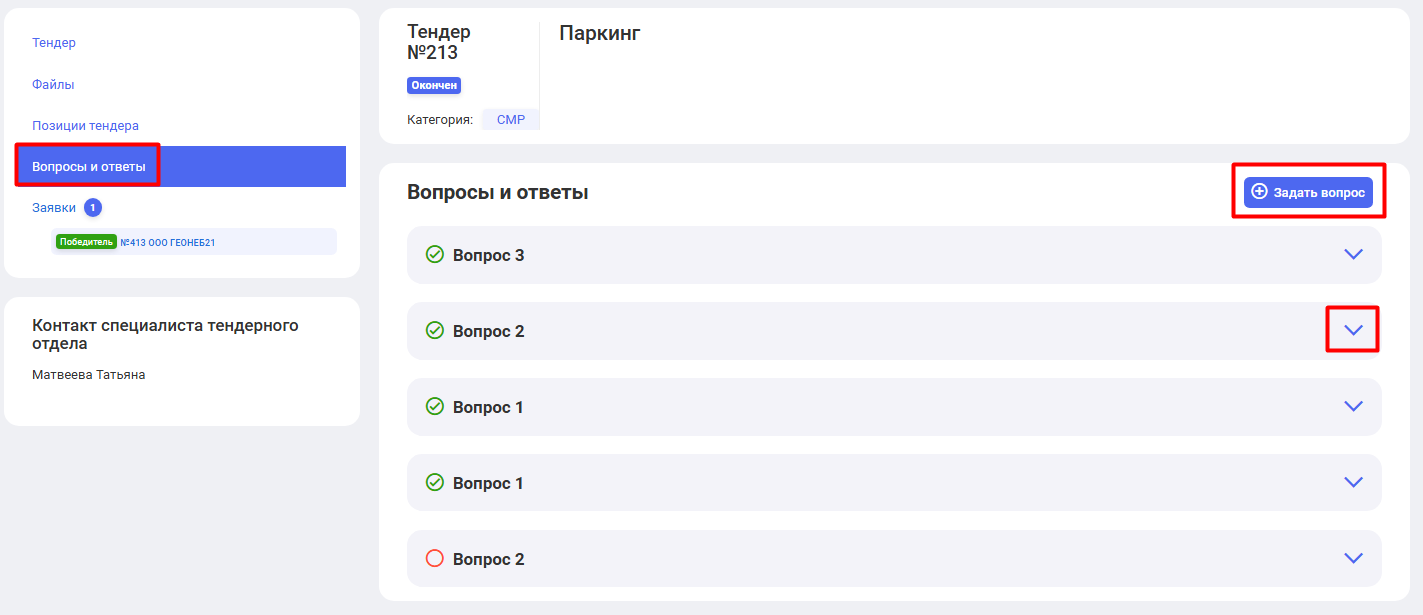 Тендер
Файлы
Позиции тендера
Вопросы и ответы
Заявки 1
Победитель №413 ООО ГЕОНЕБ21
Контакт специалиста тендерного
отдела
Матвеева Татьяна
Тендер
№213
Окончен
Категория: СМР
Паркинг
Вопросы и ответы
Задать вопрос
Вопрос 3
Вопрос 2
Вопрос 1
Вопрос 1
Вопрос 2